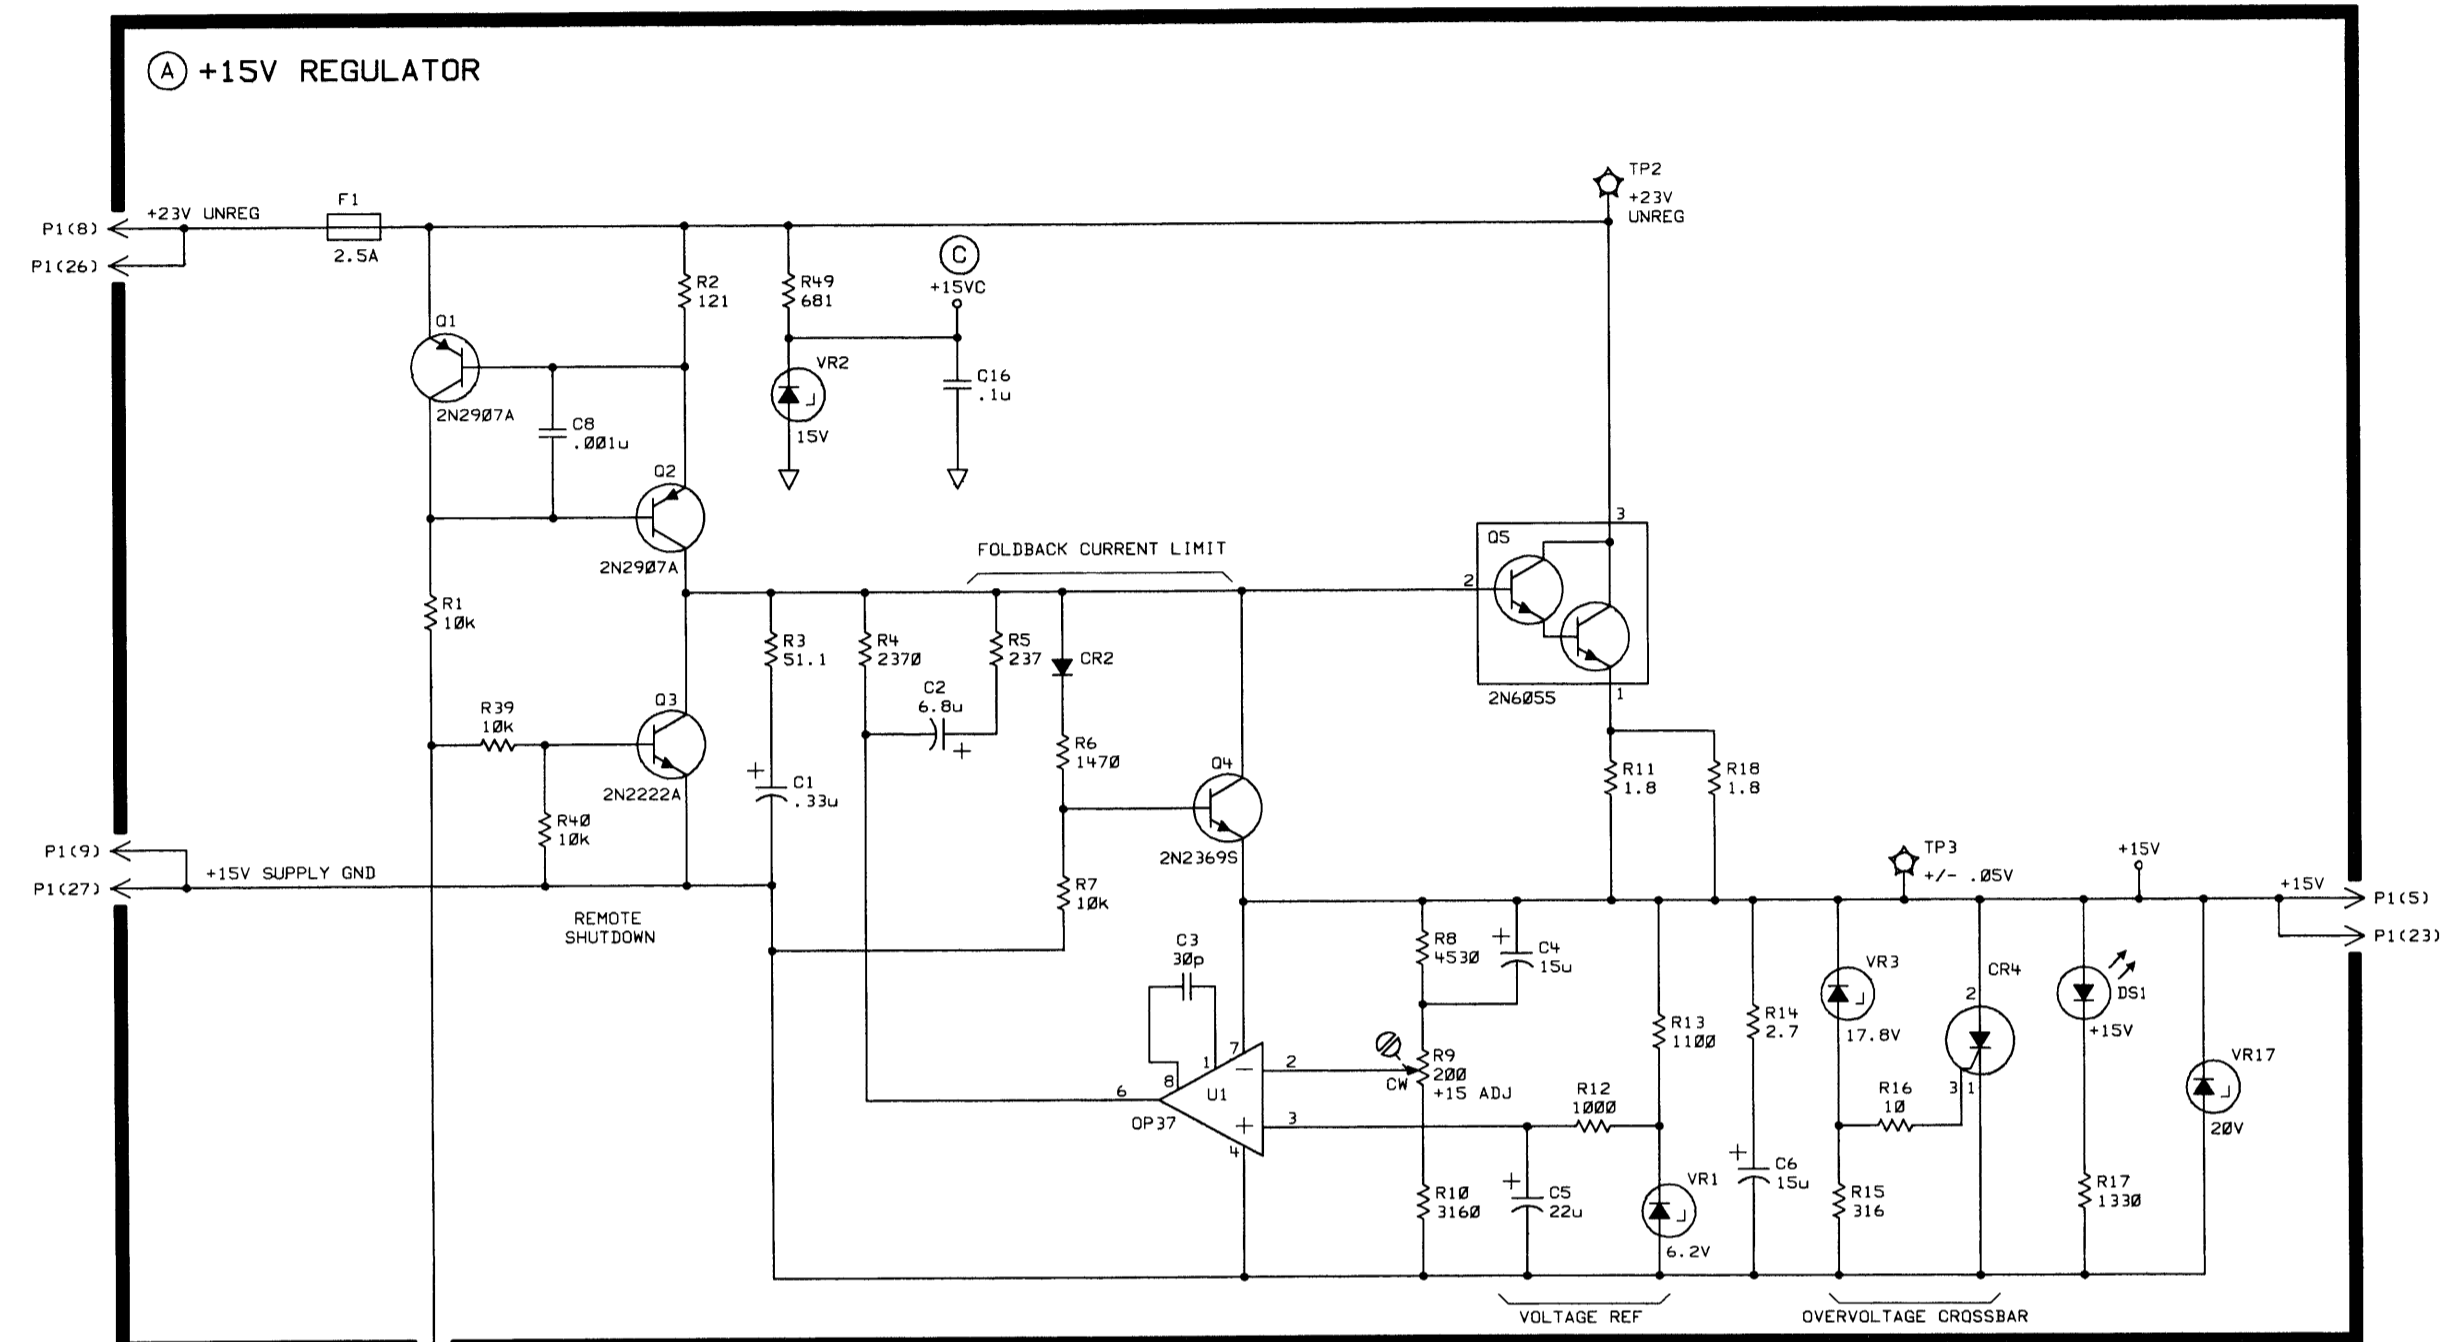 A +15V REGULATOR
TP2
+23V
UNREG
F1
+23V UNREG
P1(8)
P1(26)
2.5A
C
+15VC
R2
121
R49
681
Q1
VR2
C16
.1u
2N2907A
C8
.001u
15V
Q2
2N2907A
3
Q5
FOLDBACK CURRENT LIMIT
2
R1
10k
R3
51.1
R4
2370
R5
237
CR2
1
2N6055
C2
6.8u
+
R39
10k
Q3
R6
1470
Q4
R11
1.8
R18
1.8
+
C1
.33u
2N2222A
R40
10k
2N2369S
P1(9)
+15V SUPPLY GND
P1(27)
TP3
+/- .05V
+15V
+15V
P1(5)
P1(23)
R7
10k
REMOTE
SHUTDOWN
C3
30p
R8
4530
+
C4
15u
VR3
17.8V
CR4
2
DS1
+15V
R13
1100
R14
2.7
7
1
8
6
U1
OP37
−
2
CW
R9
200
+15 ADJ
+
3
4
R12
1000
R16
10
3
1
VR17
20V
R10
3160
+
C5
22u
VR1
6.2V
+
C6
15u
R15
316
R17
1330
VOLTAGE REF
OVERVOLTAGE CROSSBAR